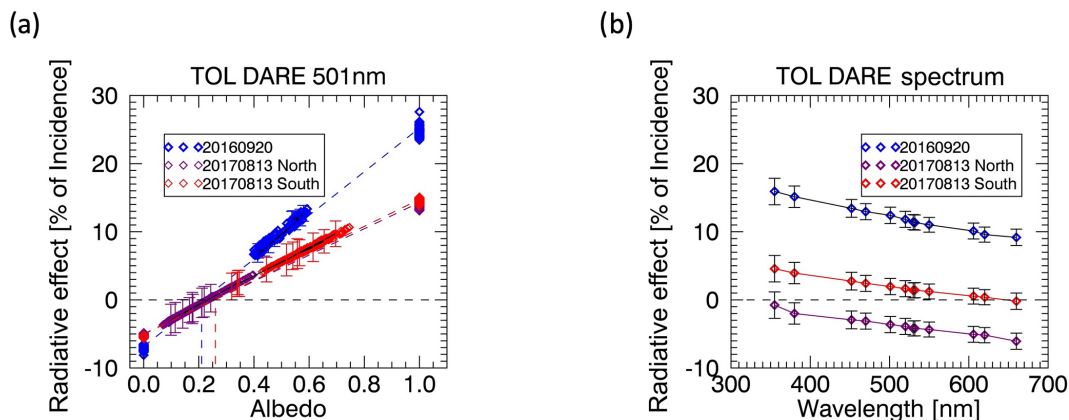 (a)
(b)
TOL DARE 501nm
Radiative effect [% of Incidence]
30
20
10
0
-10
20160920
20170813 North
20170813 South
0.0 0.2 0.4 0.6 0.8 1.0
Albedo
TOL DARE spectrum
Radiative effect [% of Incidence]
30
20
10
0
-10
20160920
20170813 North
20170813 South
300 400 500 600 700
Wavelength [nm]